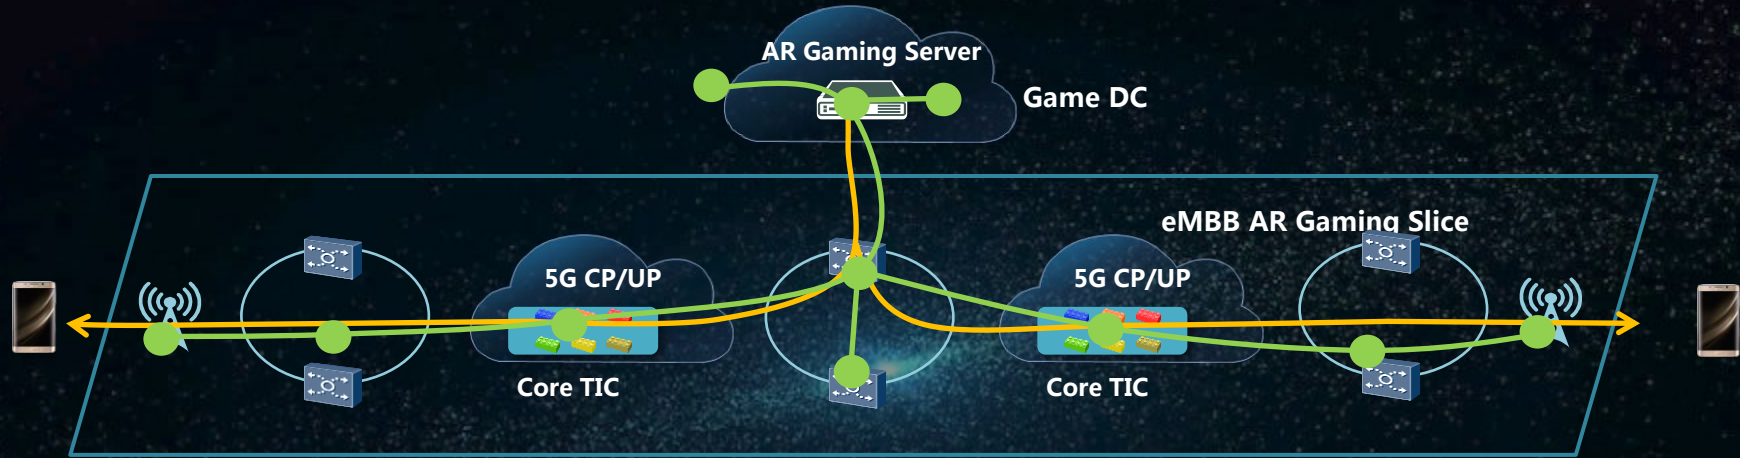 AR Gaming Server
Game DC
eMBB AR Gaming Slice
5G CP/UP
5G CP/UP
Core TIC
Core TIC